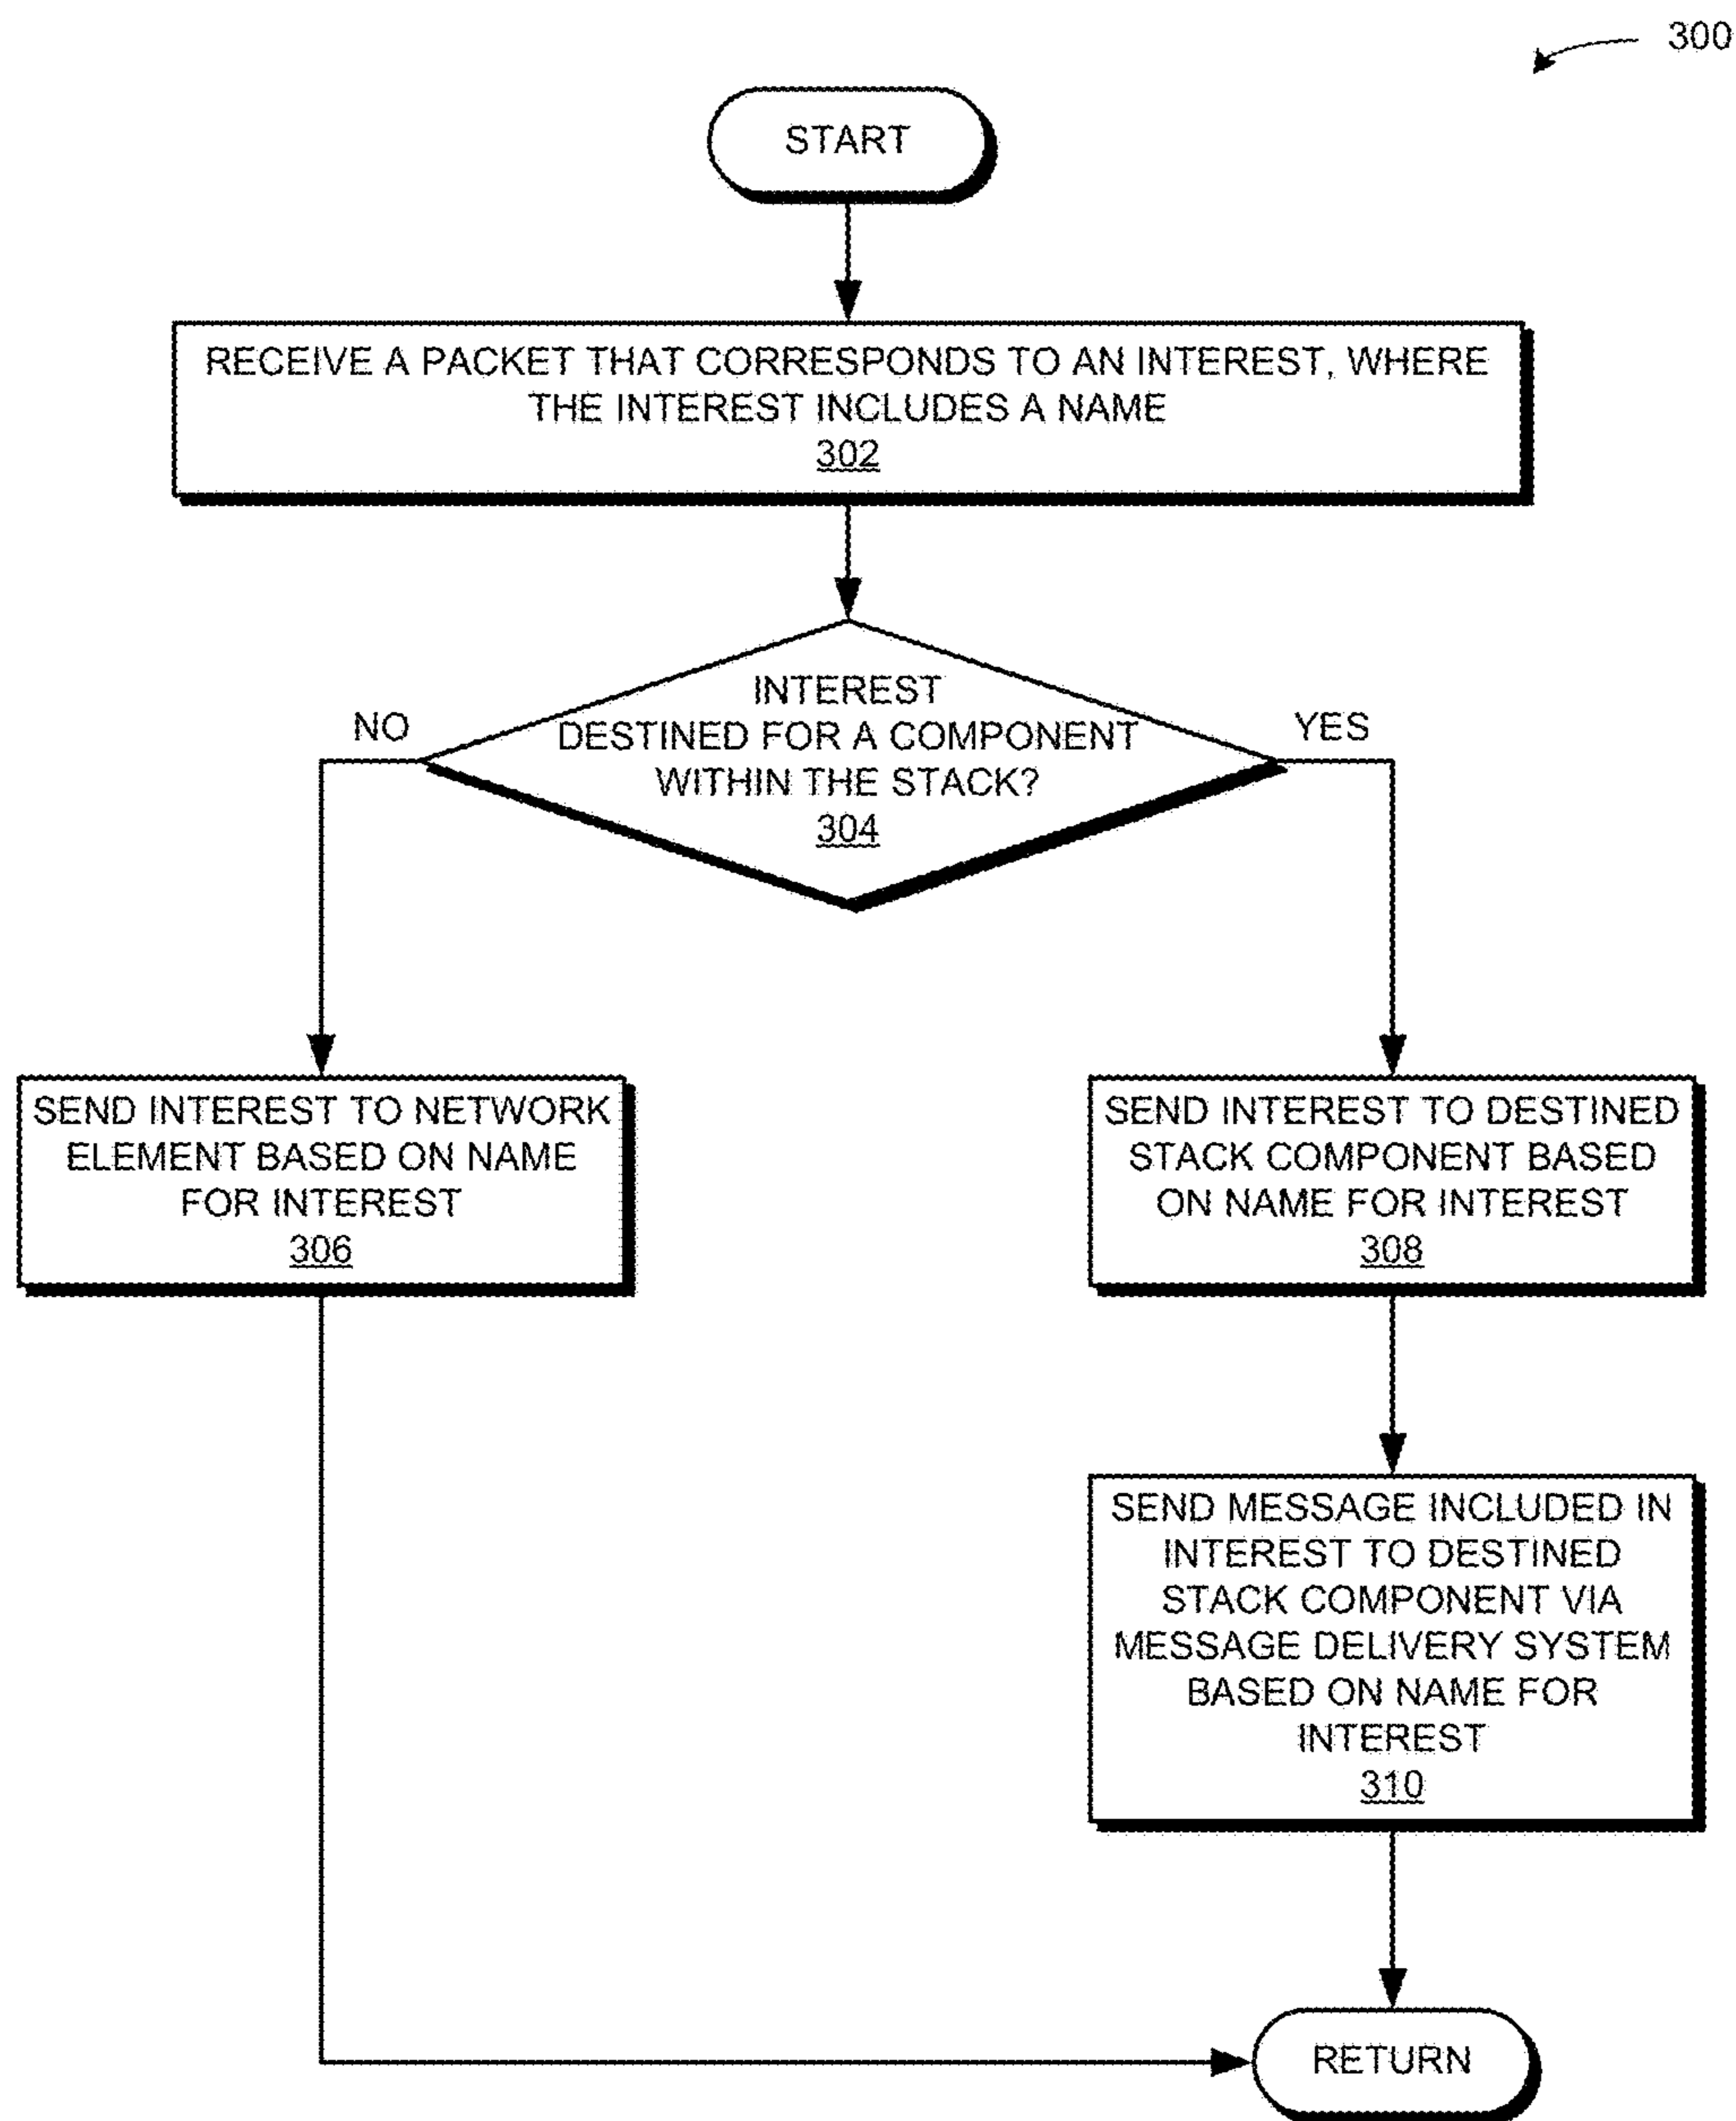 300
START
RECEIVE A PACKET THAT CORRESPONDS TO AN INTEREST, WHERE
THE INTEREST INCLUDES A NAME
302
INTEREST
DESTINED FOR A COMPONENT
WITHIN THE STACK?
304
NO
YES
SEND INTEREST TO NETWORK
ELEMENT BASED ON NAME
FOR INTEREST
306
SEND INTEREST TO DESTINED
STACK COMPONENT BASED
ON NAME FOR INTEREST
308
SEND MESSAGE INCLUDED IN
INTEREST TO DESTINED
STACK COMPONENT VIA
MESSAGE DELIVERY SYSTEM
BASED ON NAME FOR
INTEREST
310
RETURN